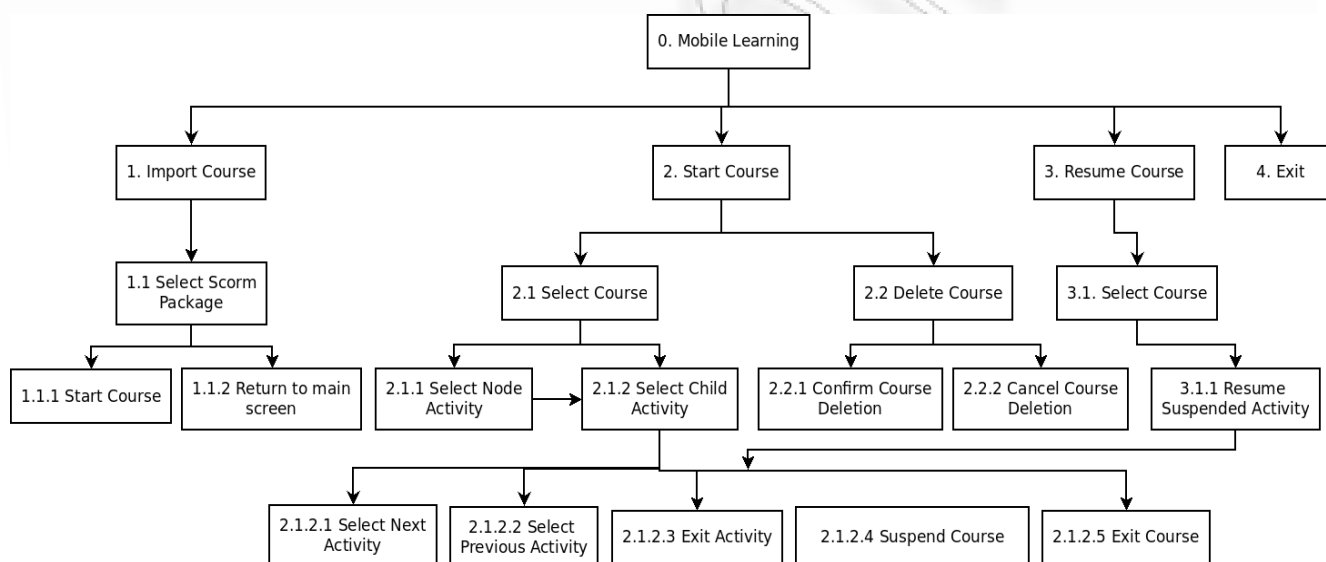 0. Mobile Learning
1. Import Course
2. Start Course
3. Resume Course
4. Exit
1.1 Select Scorm
Package
2.1 Select Course
2.2 Delete Course
3.1. Select Course
1.1.1 Start Course
1.1.2 Return to main
screen
2.1.1 Select Node
Activity
2.1.2 Select Child
Activity
2.2.1 Confirm Course
Deletion
2.2.2 Cancel Course
Deletion
3.1.1 Resume
Suspended Activity
2.1.2.1 Select Next
Activity
2.1.2.2 Select
Previous Activity
2.1.2.3 Exit Activity
2.1.2.4 Suspend Course
2.1.2.5 Exit Course